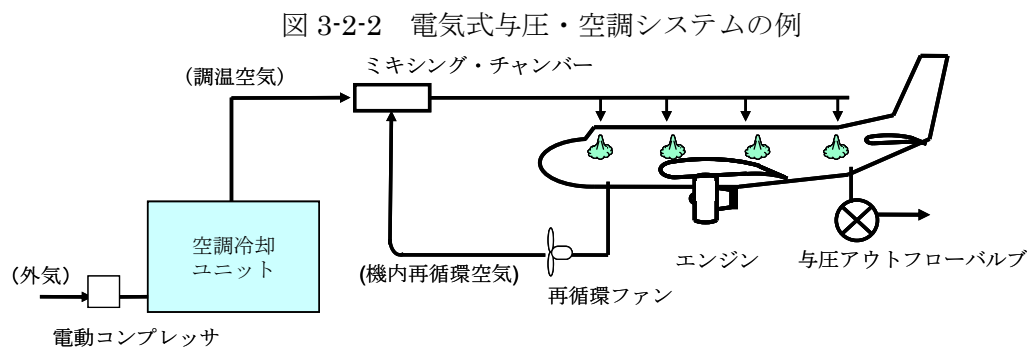 図 3-2-2　電気式与圧・空調システムの例
ミキシング・チャンバー
（調温空気）
空調冷却
ユニット
（外気）
電動コンプレッサ
(機内再循環空気)
再循環ファン
エンジン
与圧アウトフローバルブ